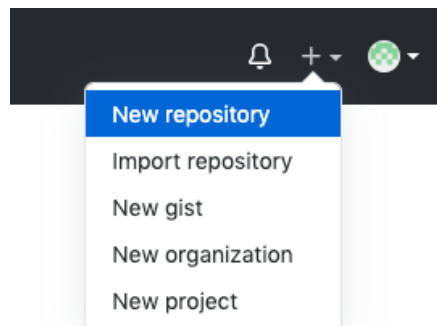 New repository
Import repository
New gist
New organization
New project